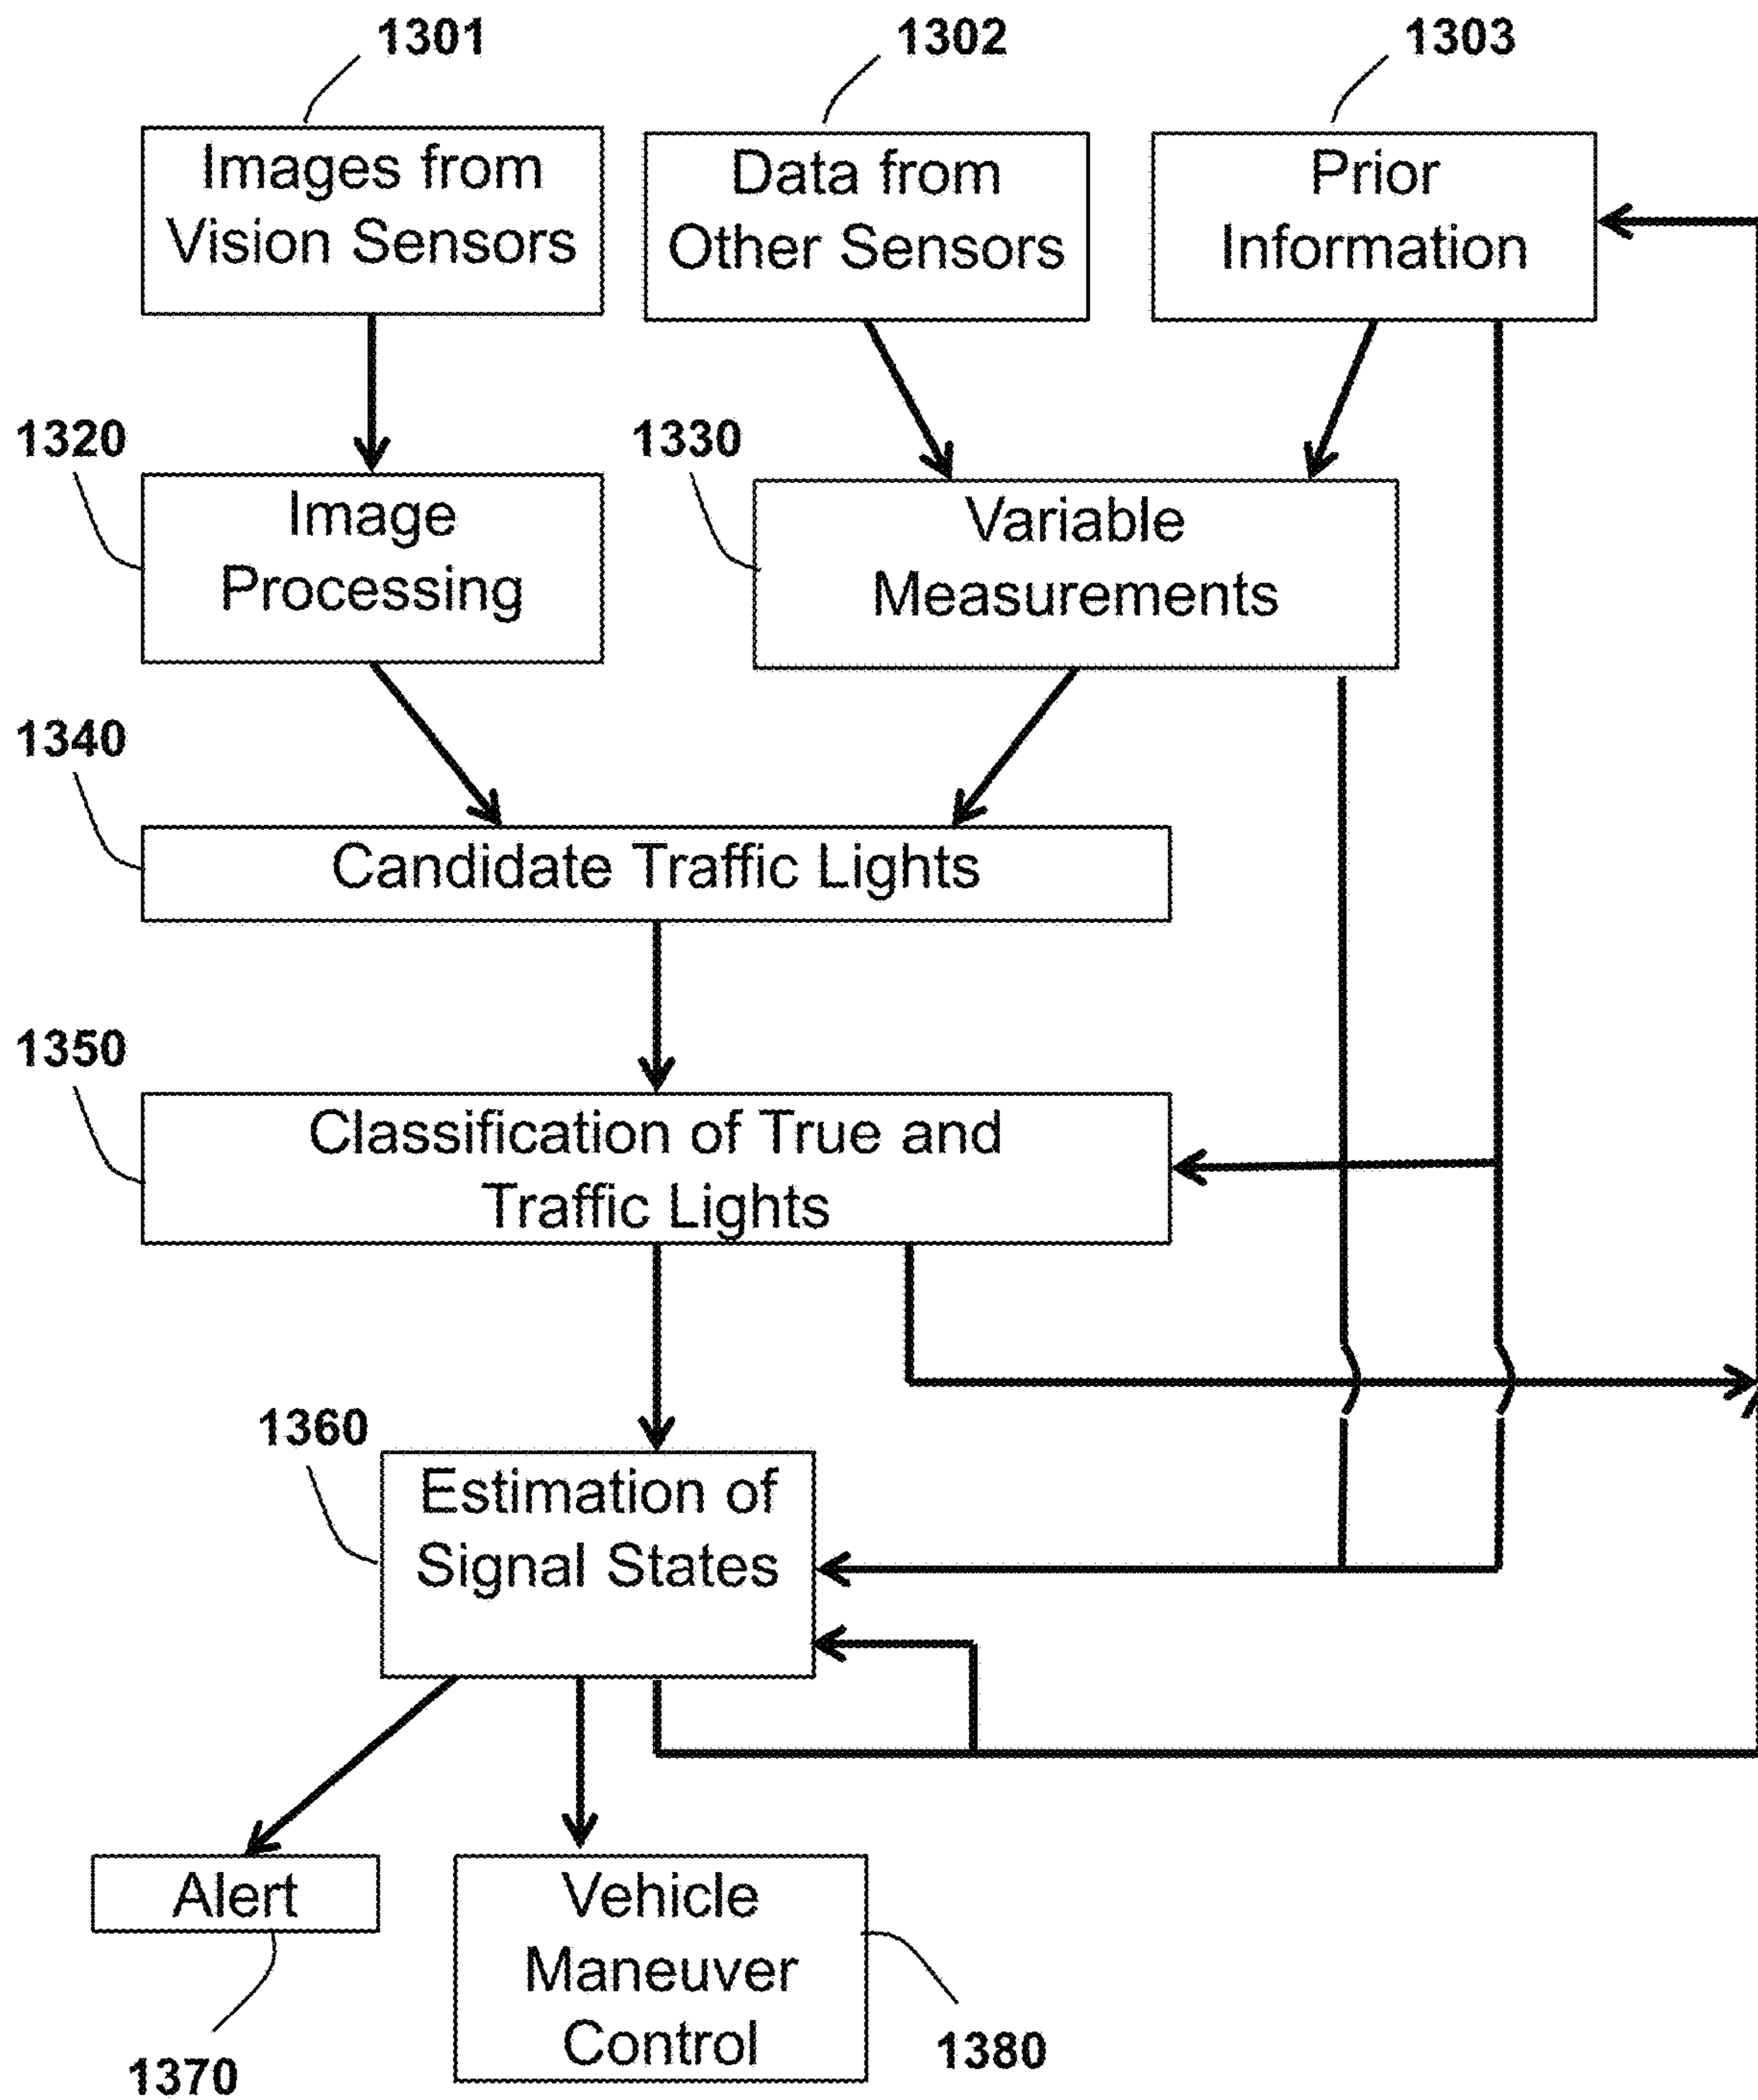 1301
1302
1303
Images from
Vision Sensors
Data from
Other Sensors
Prior
Information
1320
1330
Image
Processing
Variable
Measurements
1340
Candidate Traffic Lights
1350
Classification of True and
Traffic Lights
1360
Estimation of
Signal States
Alert
Vehicle
Maneuver
Control
1370
1380